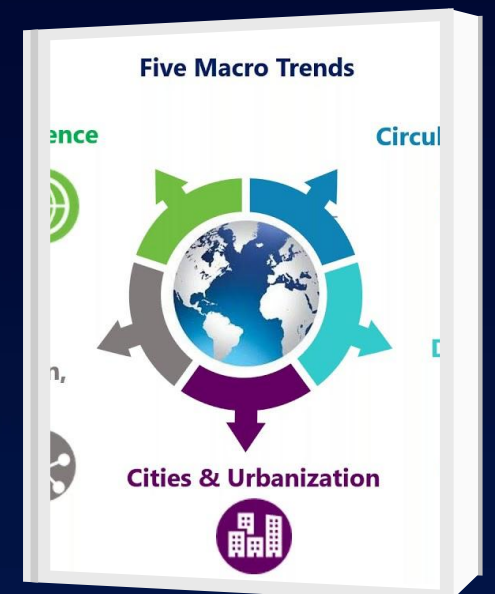 Five Macro Trends
ence
Circul
D
n,
Cities & Urbanization